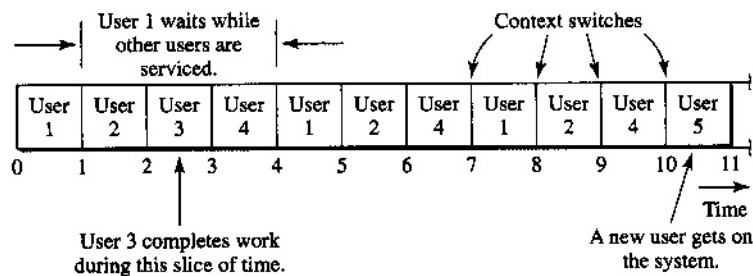 User 1 waits while
other users are
serviced.
Context switches
User 1
User 2
User 3
User 4
User 1
User 2
User 4
User 1
User 2
User 4
User 5
0 1 2 3 4 5 6 7 8 9 10 11
Time
User 3 completes work
during this slice of time.
A new user gets on
the system.